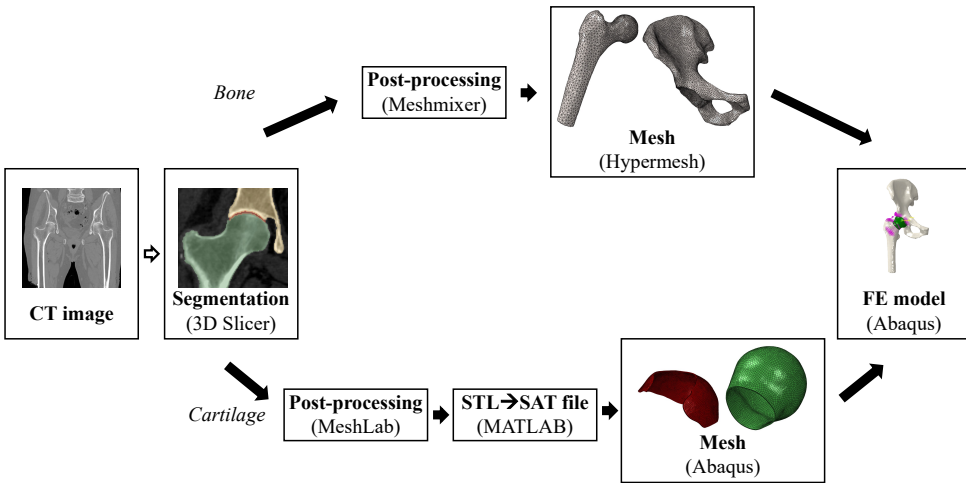 Bone
Post-processing
(Meshmixer)
Mesh
(Hypermesh)
CT image
Segmentation
(3D Slicer)
FE model
(Abaqus)
Cartilage
Post-processing
(MeshLab)
STL→SAT file
(MATLAB)
Mesh
(Abaqus)